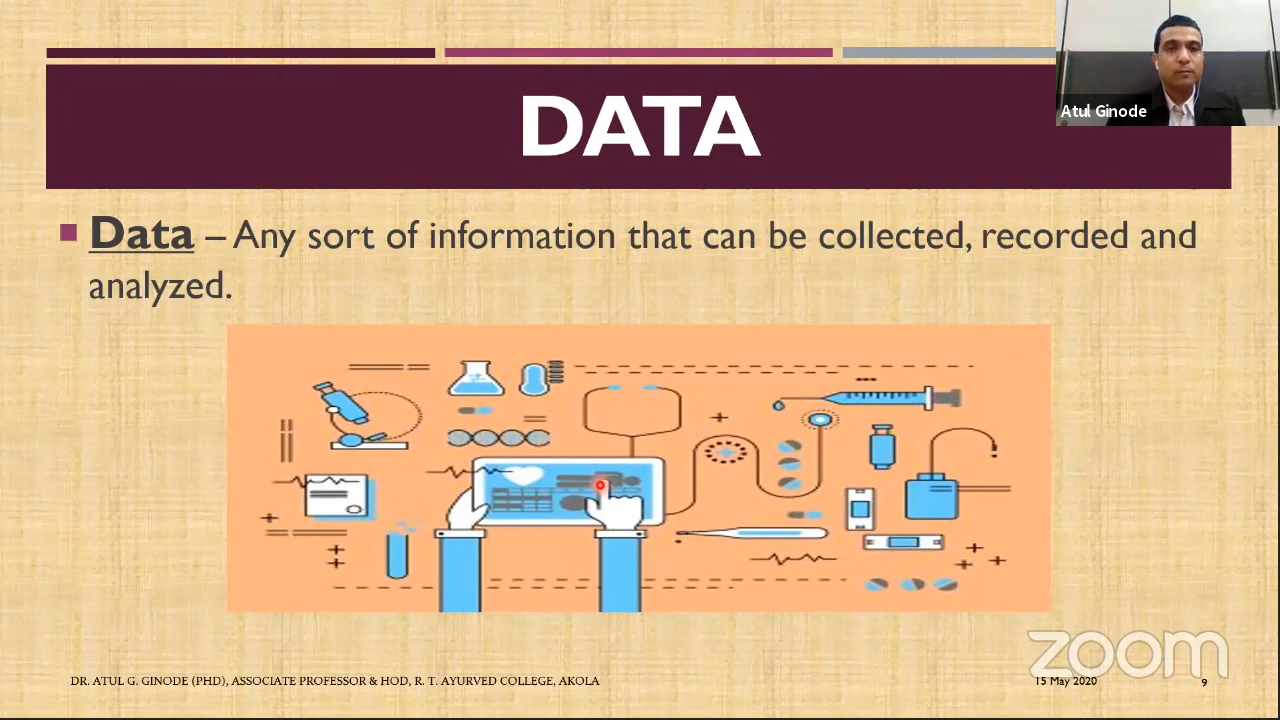 Atul Ginode
DATA
Data – Any sort of information that can be collected, recorded and
analyzed.
zoom
DR. ATUL G. GINODE (PHD), ASSOCIATE PROFESSOR & HOD, R. T. AYURVED COLLEGE, AKOLA
15 May 2020
9